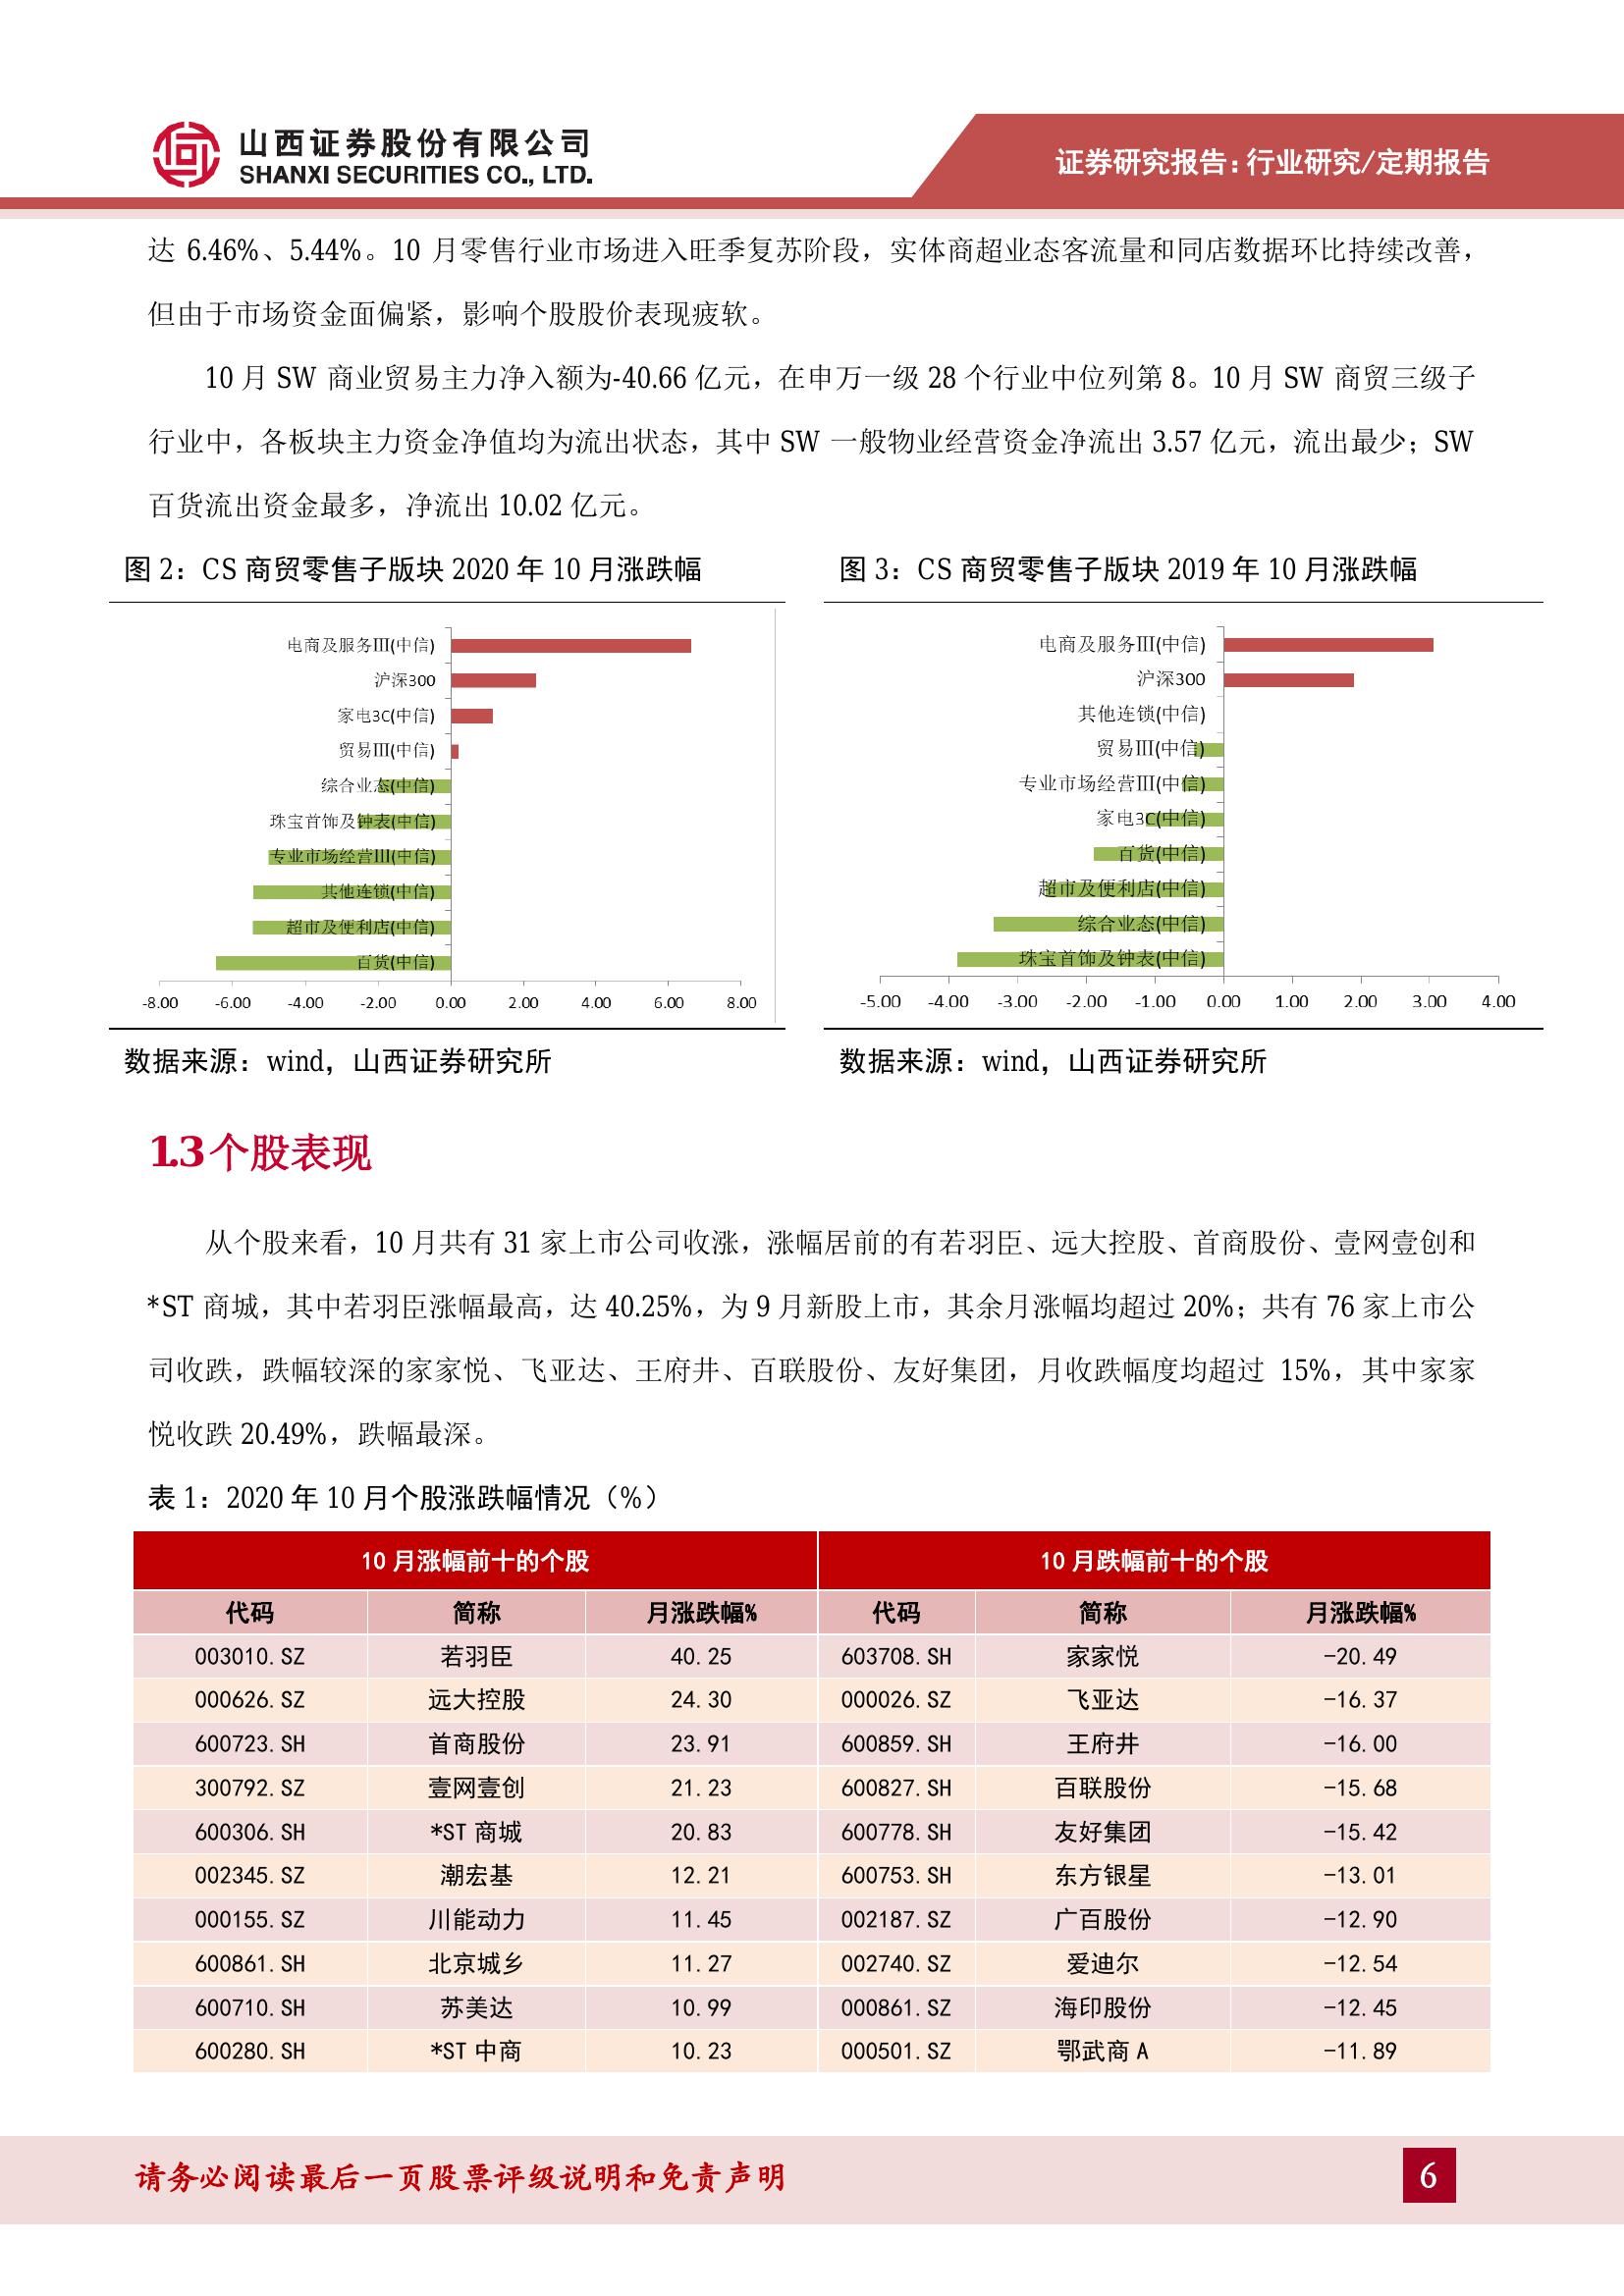 山西证券股份有限公司
SHANXI SECURITIES CO., LTD.
证券研究报告:行业研究/定期报告
达 6.46%、5.44%。10 月零售行业市场进入旺季复苏阶段，实体商超业态客流量和同店数据环比持续改善，
但由于市场资金面偏紧，影响个股股价表现疲软。
10 月 SW 商业贸易主力净入额为-40.66 亿元，在申万一级 28 个行业中位列第 8。10 月 SW 商贸三级子
行业中，各板块主力资金净值均为流出状态，其中 SW 一般物业经营资金净流出 3.57 亿元，流出最少；SW
百货流出资金最多，净流出 10.02 亿元。
图 2：CS 商贸零售子版块 2020 年 10 月涨跌幅
电商及服务III(中信)
沪深300
家电3C(中信)
贸易III(中信)
综合业态(中信)
珠宝首饰及钟表(中信)
专业市场经营III(中信)
其他连锁(中信)
超市及便利店(中信)
百货(中信)
-8.00 -6.00 -4.00 -2.00 0.00 2.00 4.00 6.00 8.00
数据来源：wind，山西证券研究所
图 3：CS 商贸零售子版块 2019 年 10 月涨跌幅
电商及服务III(中信)
沪深300
其他连锁(中信)
贸易III(中信)
专业市场经营III(中信)
家电3C(中信)
百货(中信)
超市及便利店(中信)
综合业态(中信)
珠宝首饰及钟表(中信)
-5.00 -4.00 -3.00 -2.00 -1.00 0.00 1.00 2.00 3.00 4.00
数据来源：wind，山西证券研究所
1.3 个股表现
从个股来看，10 月共有 31 家上市公司收涨，涨幅居前的有若羽臣、远大控股、首商股份、壹网壹创和
*ST 商城，其中若羽臣涨幅最高，达 40.25%，为 9 月新股上市，其余月涨幅均超过 20%；共有 76 家上市公
司收跌，跌幅较深的家家悦、飞亚达、王府井、百联股份、友好集团，月收跌幅度均超过 15%，其中家家
悦收跌 20.49%，跌幅最深。
表 1：2020 年 10 月个股涨跌幅情况（%）
10 月涨幅前十的个股 10 月跌幅前十的个股
代码 简称 月涨跌幅% 代码 简称 月涨跌幅%
003010.SZ 若羽臣 40.25 603708.SH 家家悦 -20.49
000626.SZ 远大控股 24.30 000026.SZ 飞亚达 -16.37
600723.SH 首商股份 23.91 600859.SH 王府井 -16.00
300792.SZ 壹网壹创 21.23 600827.SH 百联股份 -15.68
600306.SH *ST 商城 20.83 600778.SH 友好集团 -15.42
002345.SZ 潮宏基 12.21 600753.SH 东方银星 -13.01
000155.SZ 川能动力 11.45 002187.SZ 广百股份 -12.90
600861.SH 北京城乡 11.27 002740.SZ 爱迪尔 -12.54
600710.SH 苏美达 10.99 000861.SZ 海印股份 -12.45
600280.SH *ST 中商 10.23 000501.SZ 鄂武商 A -11.89
请务必阅读最后一页股票评级说明和免责声明
6